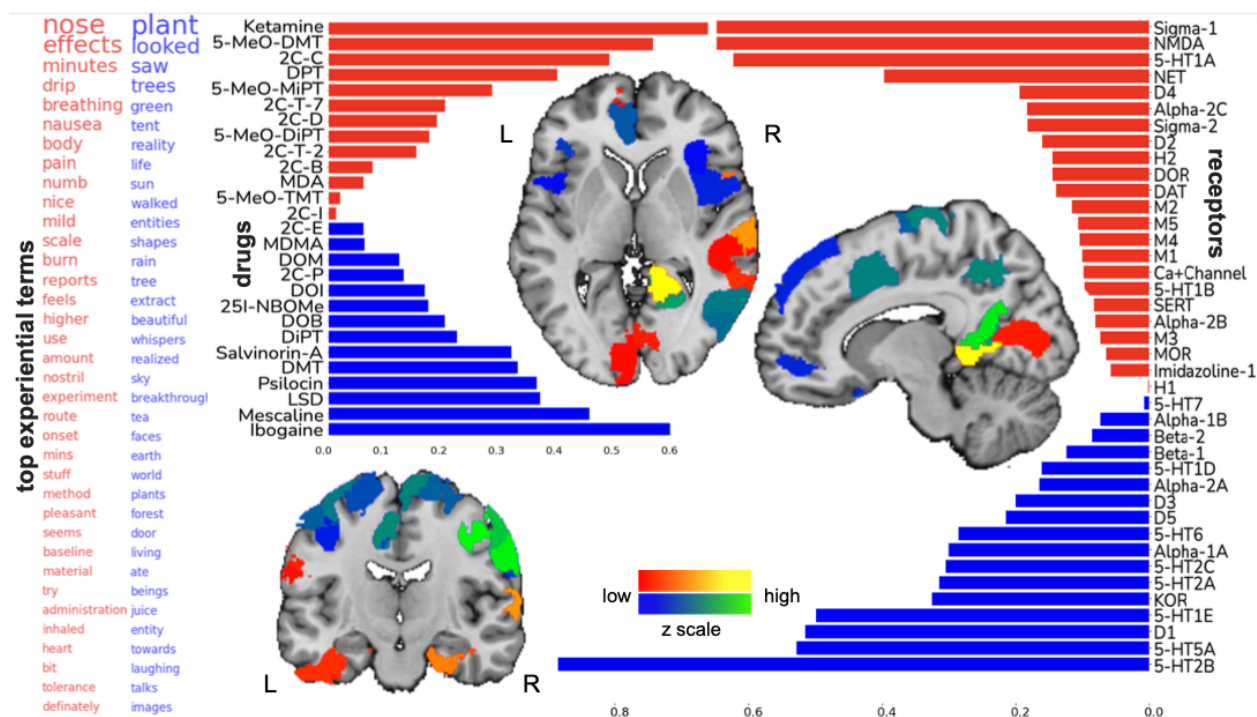 top experiential terms
nose
effects
minutes
drip
breathing
nausea
body
pain
numb
nice
mild
scale
burn
reports
feels
higher
use
amount
nostril
experiment
route
onset
mins
stuff
method
pleasant
seems
baseline
material
try
administration
inhaled
heart
bit
tolerance
definately
plant
looked
saw
trees
green
tent
reality
life
sun
walked
entities
shapes
rain
tree
extract
beautiful
whispers
realized
sky
breakthrougl
tea
faces
earth
world
plants
forest
door
living
ate
beings
juice
entity
towards
laughing
talks
images
drugs
Ketamine
5-MeO-DMT
2C-C
DPT
5-MeO-MiPT
2C-T-7
2C-D
5-MeO-DiPT
2C-T-2
2C-B
MDA
5-MeO-TMT
2C-I
2C-E
MDMA
DOM
2C-P
DOI
25I-NBOMe
DOB
DiPT
Salvinorin-A
DMT
Psilocin
LSD
Mescaline
Ibogaine
0.0 0.1 0.2 0.3 0.4 0.5 0.6
L R
L R
low high
z scale
receptors
Sigma-1
NMDA
5-HT1A
NET
D4
Alpha-2C
Sigma-2
D2
H2
DOR
DAT
M2
M5
M4
M1
Ca+Channel
5-HT1B
SERT
Alpha-2B
M3
MOR
Imidazoline-1
H1
5-HT7
Alpha-1B
Beta-2
Beta-1
5-HT1D
Alpha-2A
D3
D5
5-HT6
Alpha-1A
5-HT2C
5-HT2A
KOR
5-HT1E
D1
5-HT5A
5-HT2B
0.8 0.6 0.4 0.2 0.0